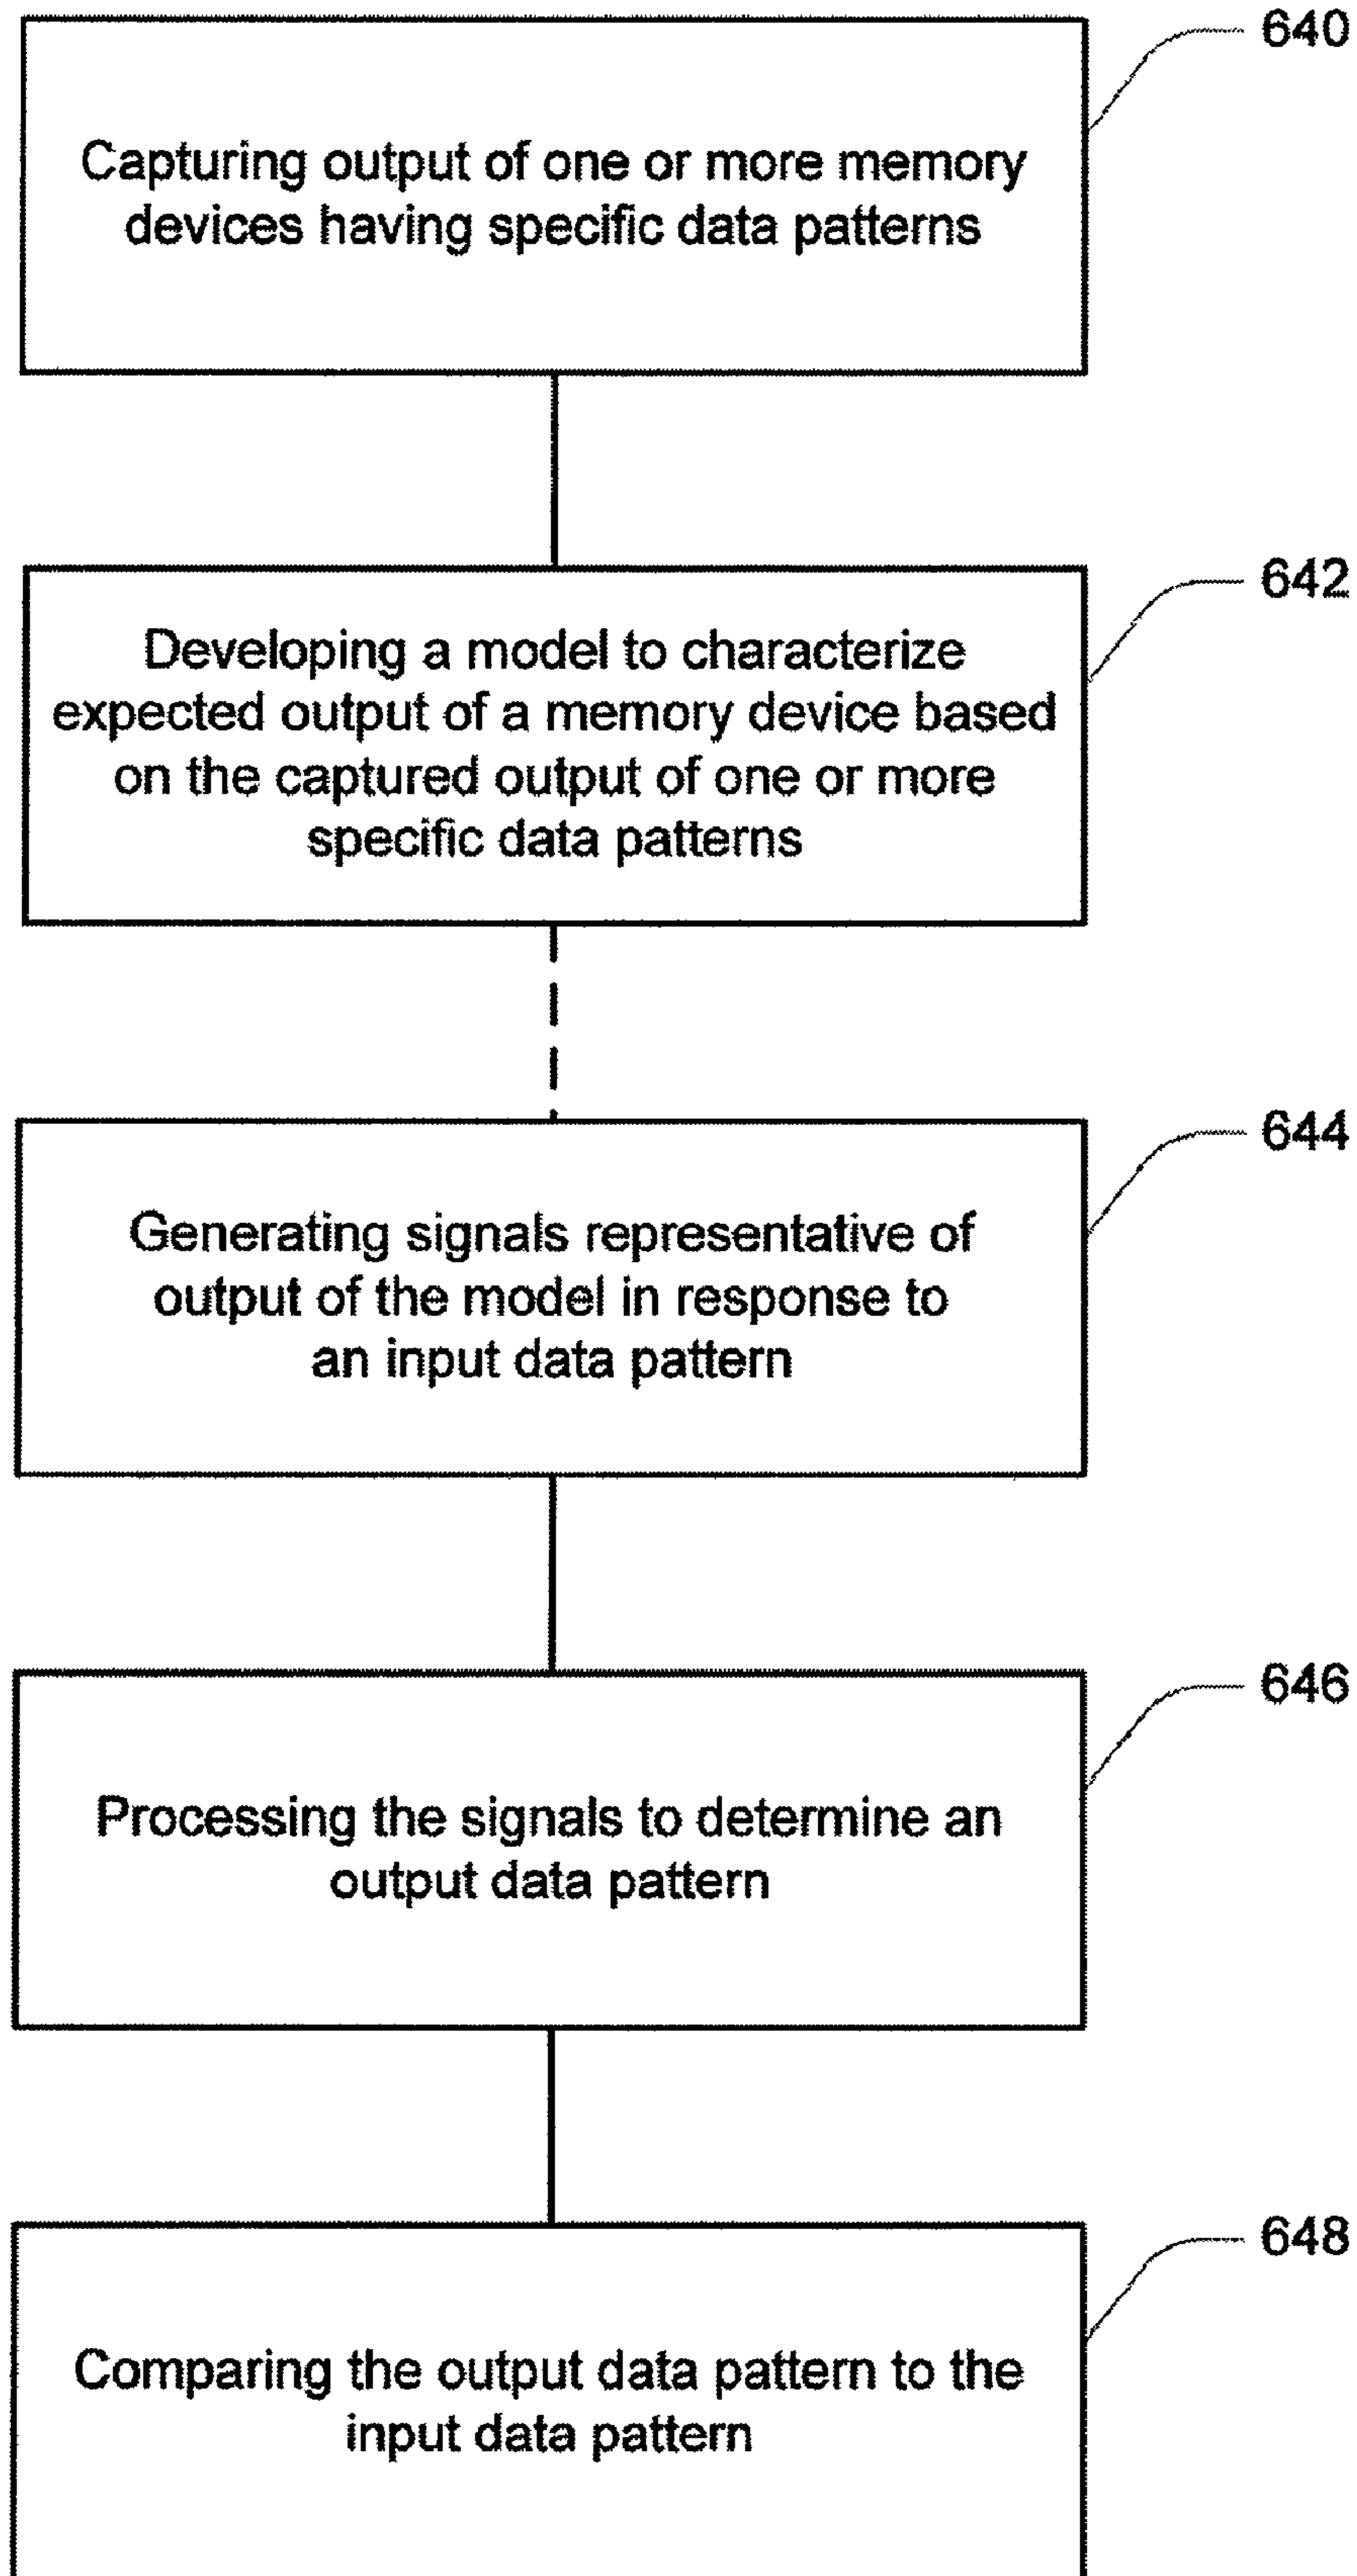 640
Capturing output of one or more memory
devices having specific data patterns
642
Developing a model to characterize
expected output of a memory device based
on the captured output of one or more
specific data patterns
644
Generating signals representative of
output of the model in response to
an input data pattern
646
Processing the signals to determine an
output data pattern
648
Comparing the output data pattern to the
input data pattern